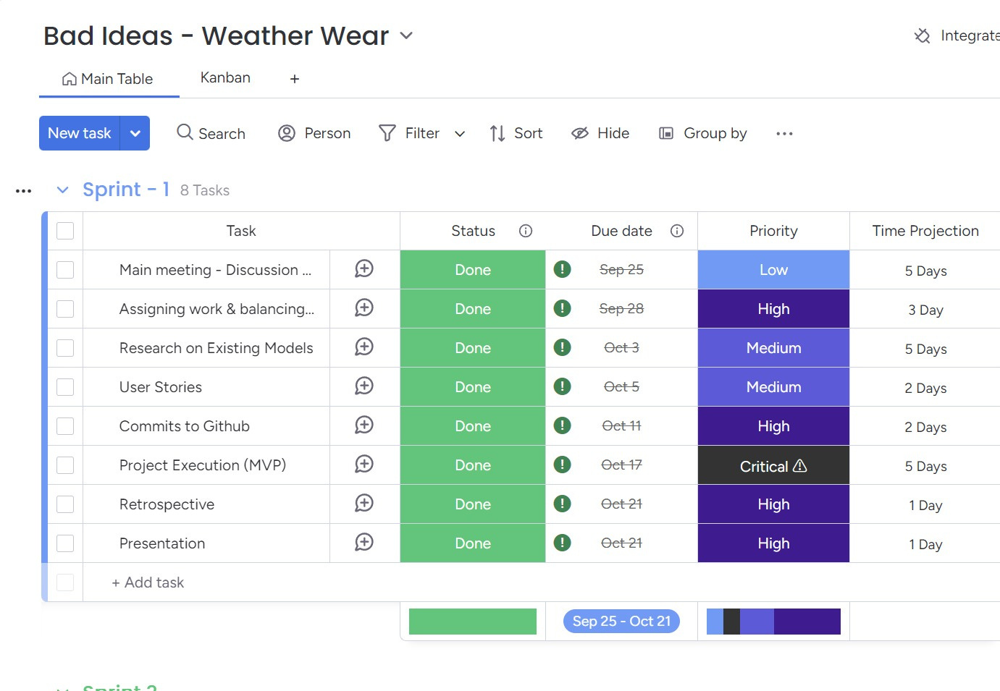 Bad Ideas - Weather Wear
Integrate
Main Table Kanban +
New task Search Person Filter Sort Hide Group by
Sprint - 1 8 Tasks
Task Status Due date Priority Time Projection
Main meeting - Discussion ... Done Sep 25 Low 5 Days
Assigning work & balancing... Done Sep 28 High 3 Day
Research on Existing Models Done Oct 3 Medium 5 Days
User Stories Done Oct 5 Medium 2 Days
Commits to Github Done Oct 11 High 2 Days
Project Execution (MVP) Done Oct 17 Critical 5 Days
Retrospective Done Oct 21 High 1 Day
Presentation Done Oct 21 High 1 Day
+ Add task
Sep 25 - Oct 21
Sprint 2